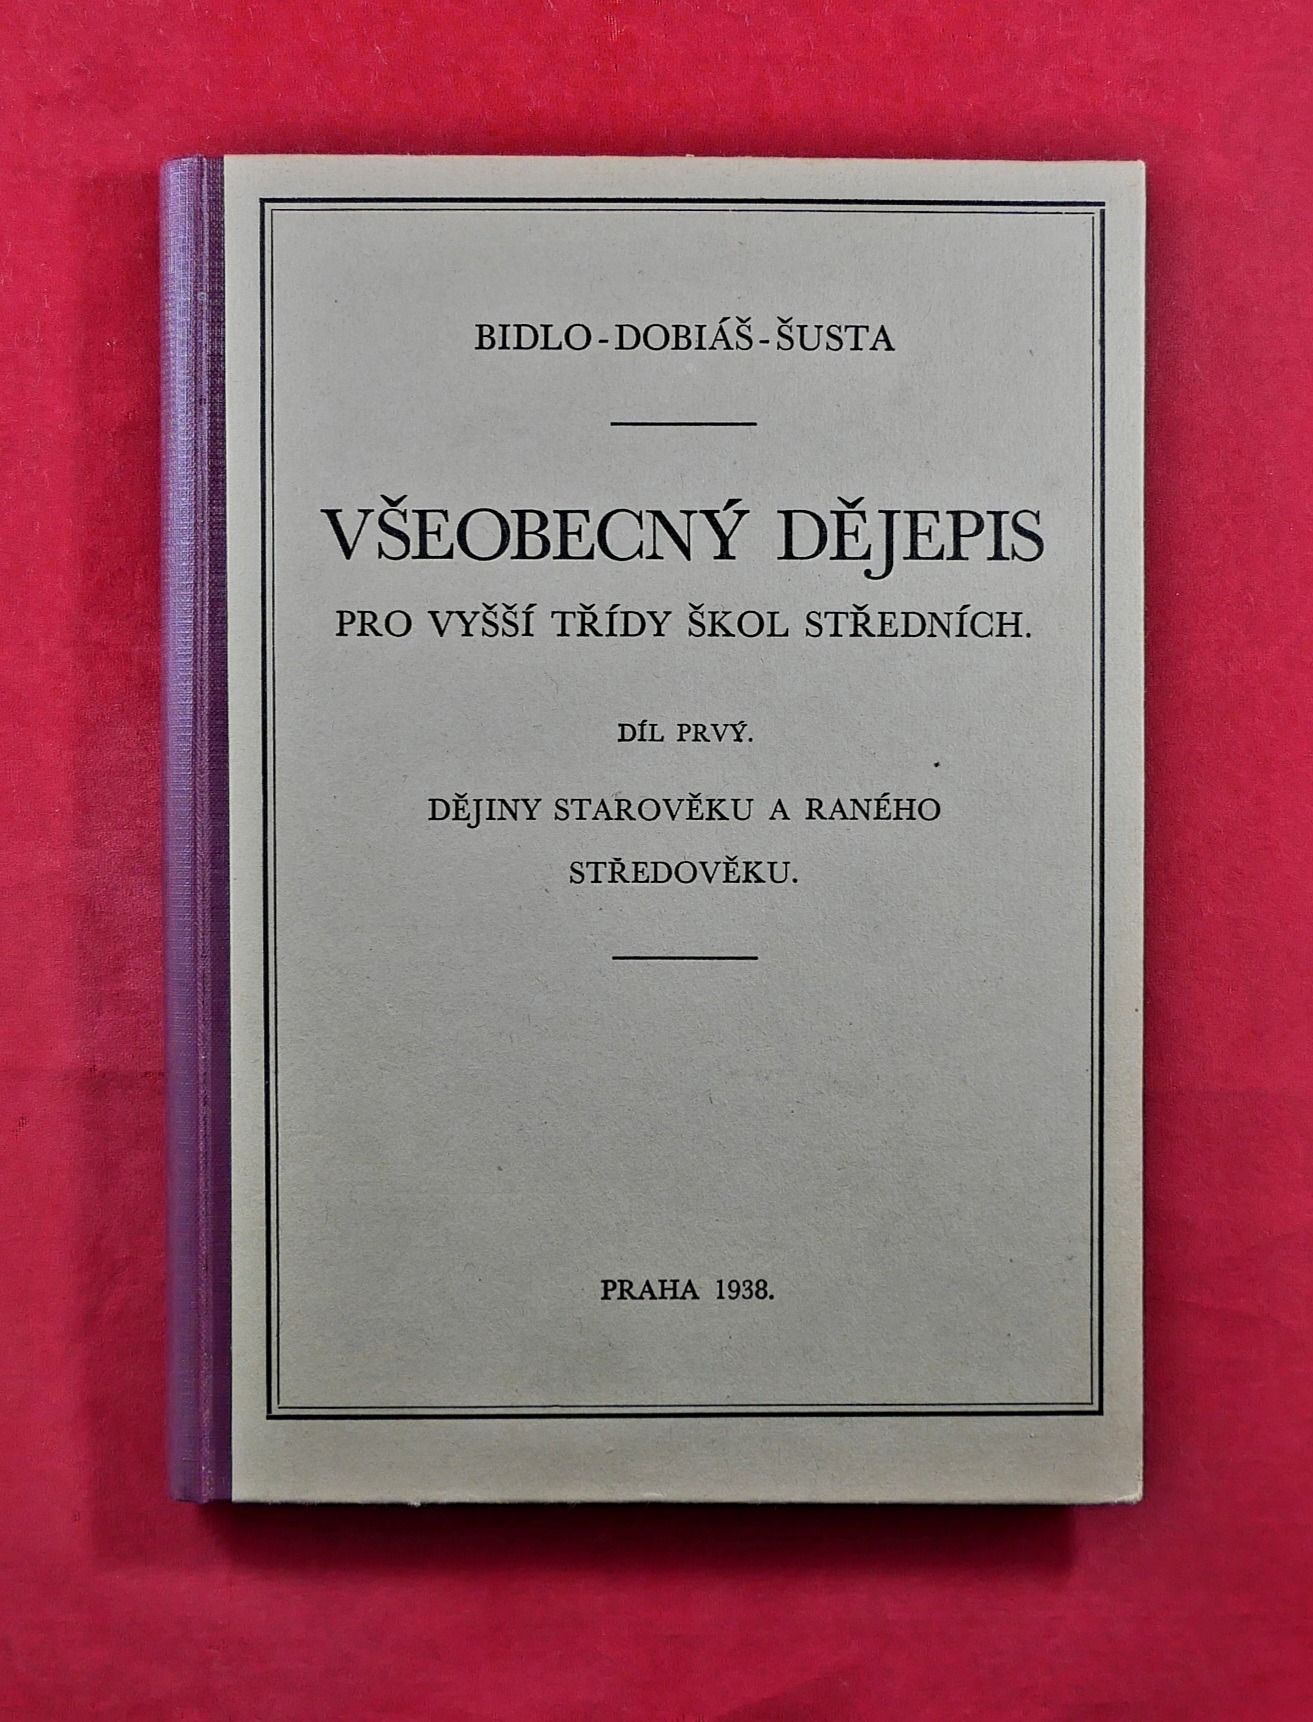 BIDLO-DOBIÁŠ-ŠUSTA
VŠEOBECNÝ DĚJEPIS
PRO VYŠŠÍ TŘÍDY ŠKOL STŘEDNÍCH.
DÍL PRVÝ.
DĚJINY STAROVĚKU A RANÉHO
STŘEDOVĚKU.
PRAHA 1938.